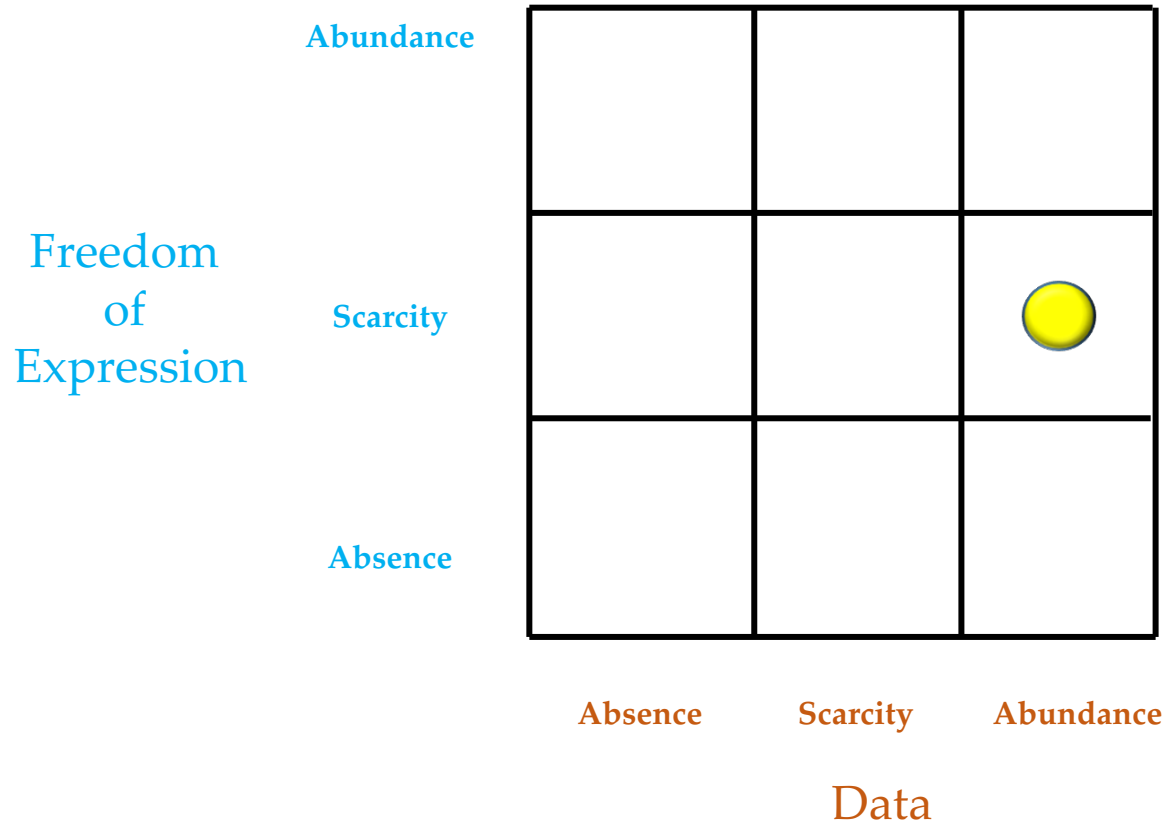 Abundance
Freedom
of
Expression
Scarcity
Absence
Absence Scarcity Abundance
Data